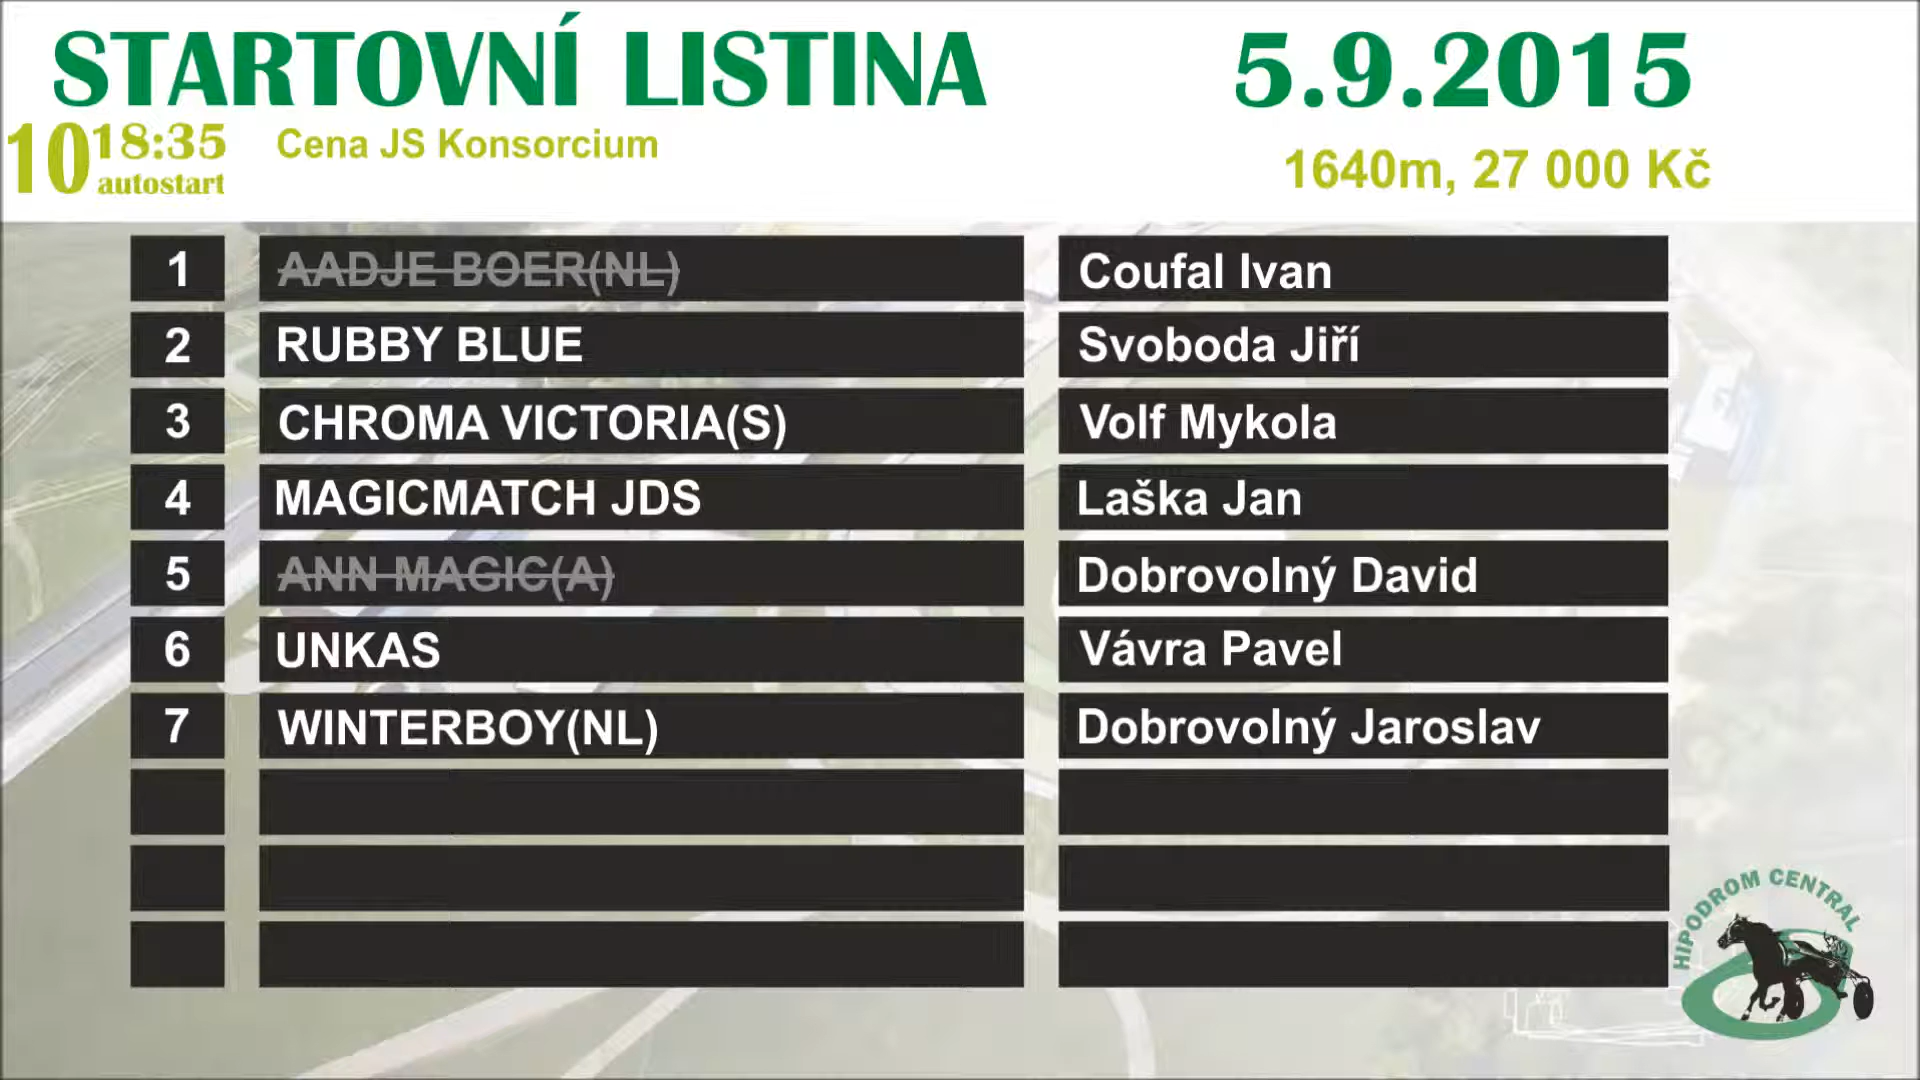 STARTOVNÍ LISTINA 5.9.2015
10 18:35 autostart Cena JS Konsorcium
1640m, 27 000 Kč
1 AADJE BOER(NL) Coufal Ivan
2 RUBBY BLUE Svoboda Jiří
3 CHROMA VICTORIA(S) Volf Mykola
4 MAGICMATCH JDS Laška Jan
5 ANN MAGIC(A) Dobrovolný David
6 UNKAS Vávra Pavel
7 WINTERBOY(NL) Dobrovolný Jaroslav
HIPODROM CENTRAL